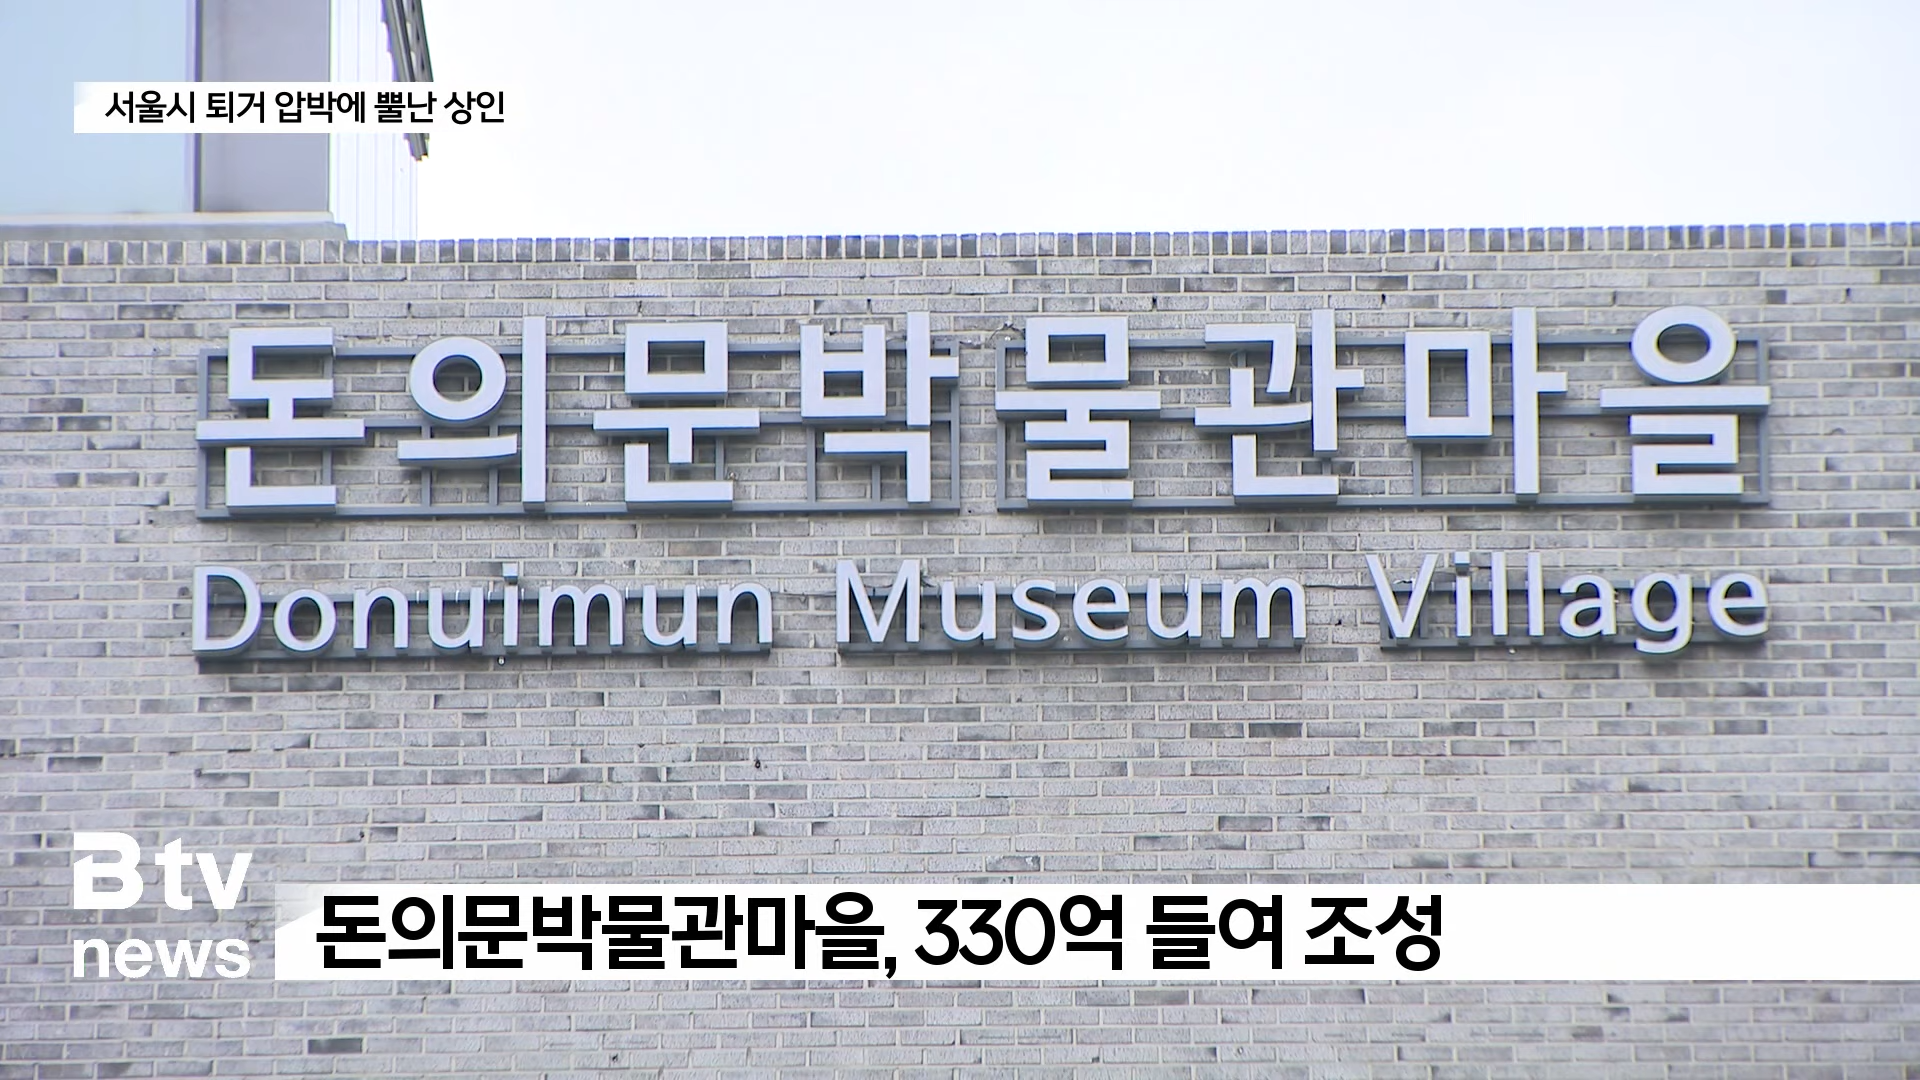 서울시 퇴거 압박에 뿔난 상인
돈의문박물관마을
Donuimun Museum Village
B tv
news
돈의문박물관마을, 330억 들여 조성